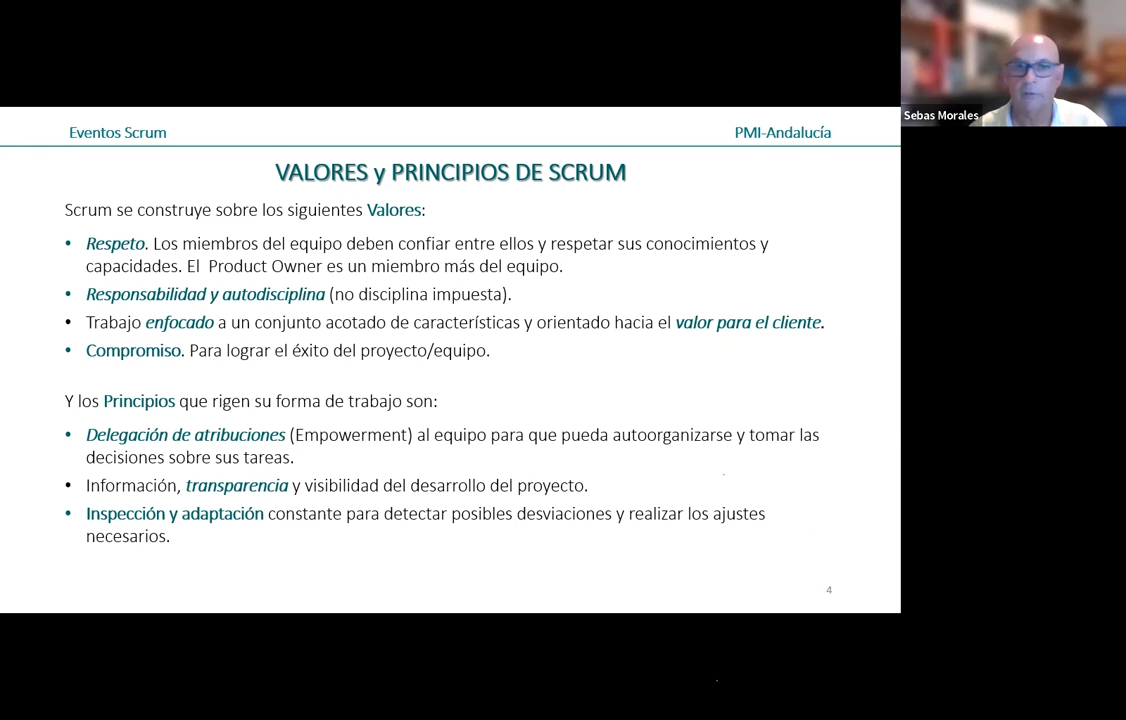 Eventos Scrum
PMI-Andalucía
Sebas Morales
VALORES y PRINCIPIOS DE SCRUM
Scrum se construye sobre los siguientes Valores:
• Respeto. Los miembros del equipo deben confiar entre ellos y respetar sus conocimientos y
capacidades. El  Product Owner es un miembro más del equipo.
• Responsabilidad y autodisciplina (no disciplina impuesta).
• Trabajo enfocado a un conjunto acotado de características y orientado hacia el valor para el cliente.
• Compromiso. Para lograr el éxito del proyecto/equipo.
Y los Principios que rigen su forma de trabajo son:
• Delegación de atribuciones (Empowerment) al equipo para que pueda autoorganizarse y tomar las
decisiones sobre sus tareas.
• Información, transparencia y visibilidad del desarrollo del proyecto.
• Inspección y adaptación constante para detectar posibles desviaciones y realizar los ajustes
necesarios.
4